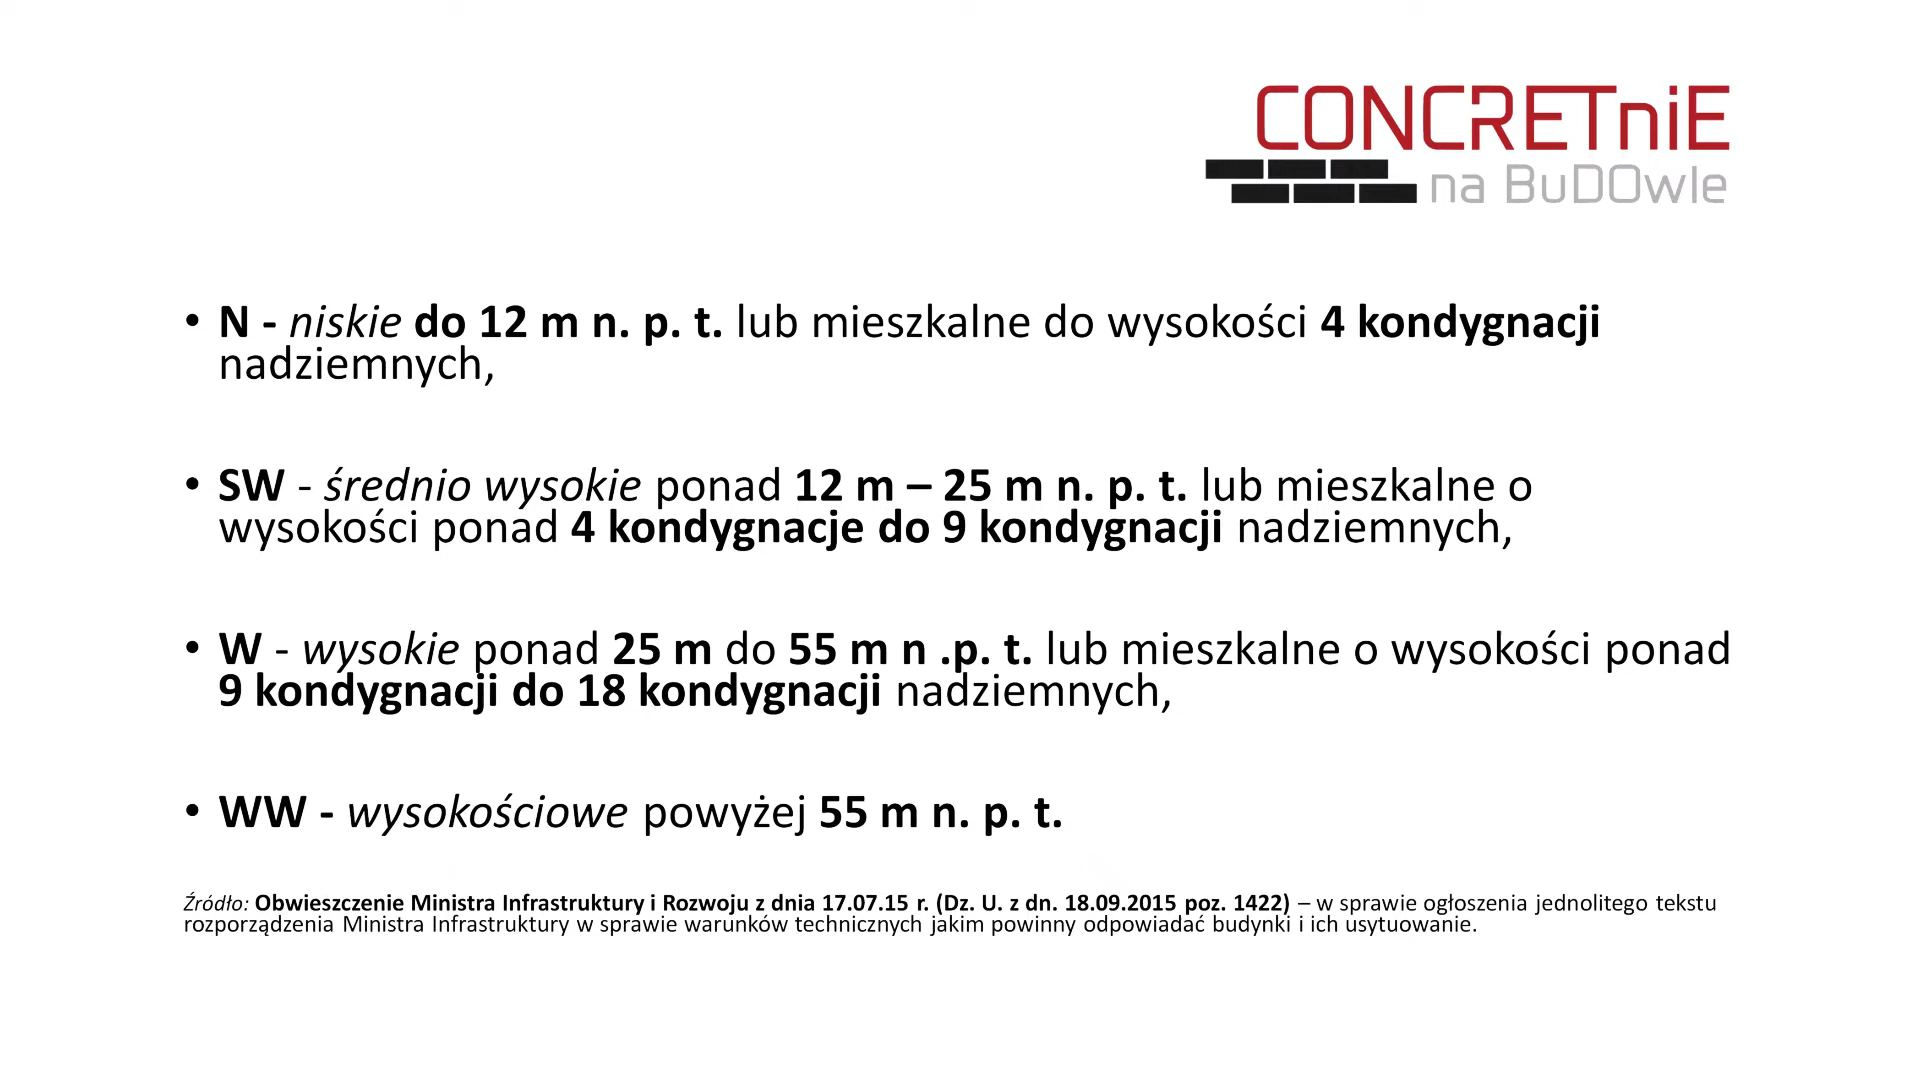 CONCRETniE
na BuDOwle
• N - niskie do 12 m n. p. t. lub mieszkalne do wysokości 4 kondygnacji
nadziemnych,
• SW - średnio wysokie ponad 12 m – 25 m n. p. t. lub mieszkalne o
wysokości ponad 4 kondygnacje do 9 kondygnacji nadziemnych,
• W - wysokie ponad 25 m do 55 m n .p. t. lub mieszkalne o wysokości ponad
9 kondygnacji do 18 kondygnacji nadziemnych,
• WW - wysokościowe powyżej 55 m n. p. t.
Źródło: Obwieszczenie Ministra Infrastruktury i Rozwoju z dnia 17.07.15 r. (Dz. U. z dn. 18.09.2015 poz. 1422) – w sprawie ogłoszenia jednolitego tekstu
rozporządzenia Ministra Infrastruktury w sprawie warunków technicznych jakim powinny odpowiadać budynki i ich usytuowanie.